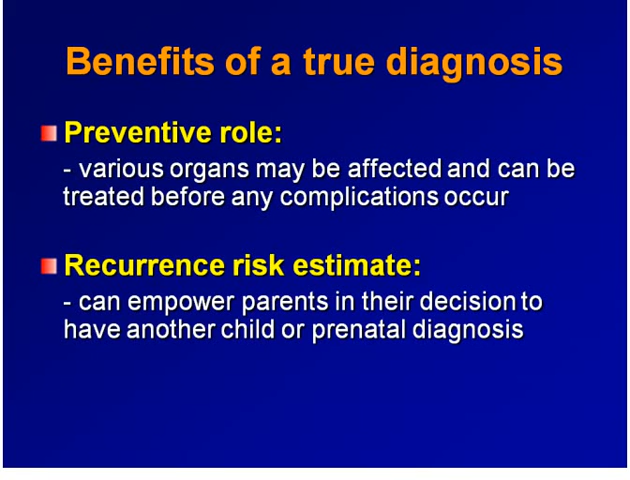 Benefits of a true diagnosis
Preventive role:
- various organs may be affected and can be
treated before any complications occur
Recurrence risk estimate:
- can empower parents in their decision to
have another child or prenatal diagnosis